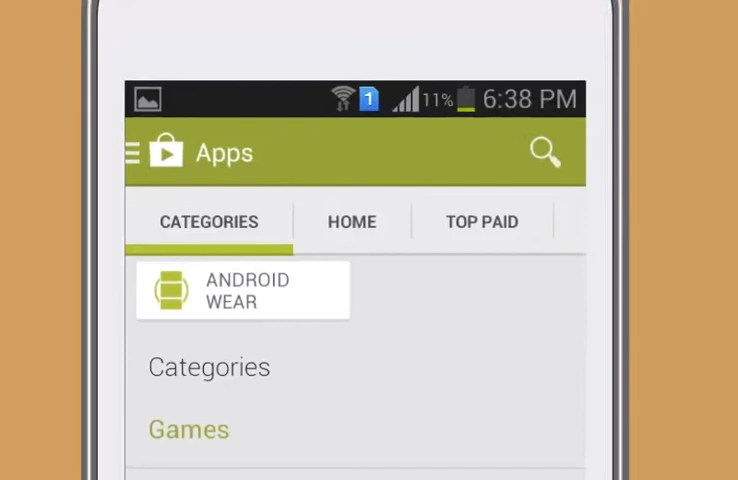 1 11% 6:38 PM
Apps
CATEGORIES HOME TOP PAID
ANDROID
WEAR
Categories
Games